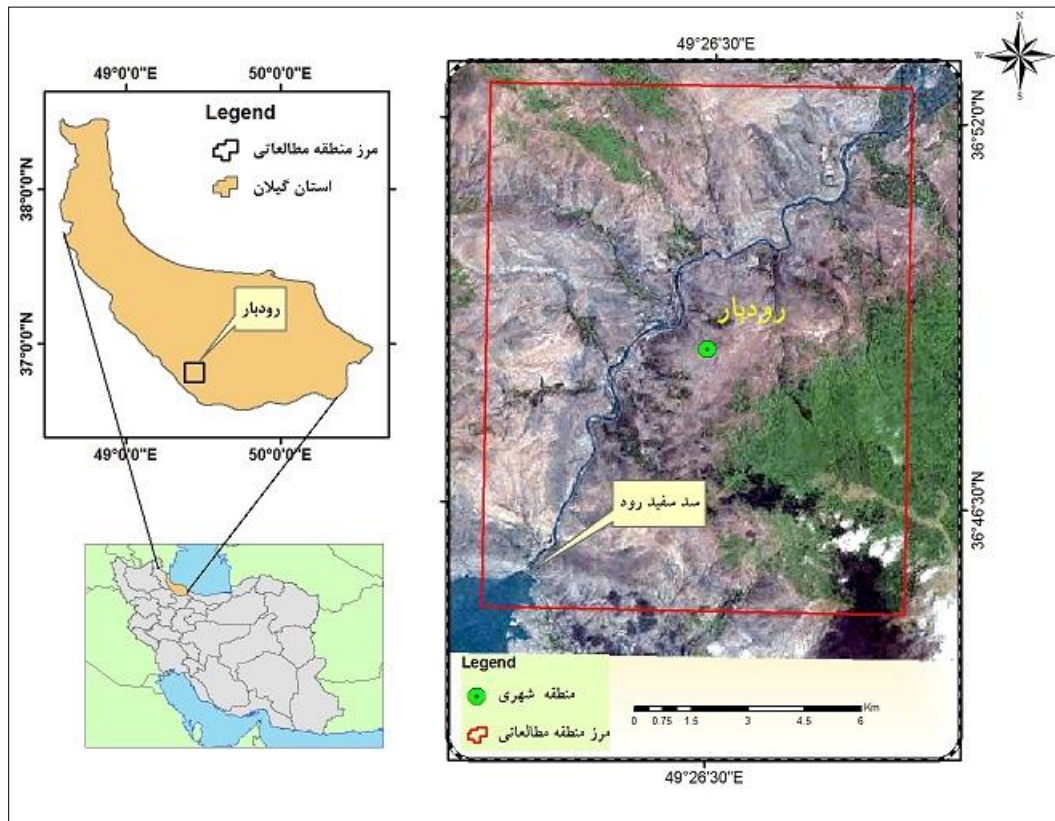 49°0'0"E
50°0'0"E
38°0'0"N
37°0'0"N
Legend
مرز منطقه مطالعاتی
استان گیلان
رودبار
49°0'0"E
50°0'0"E
49°26'30"E
N
W
E
S
36°52'0"N
رودبار
سد سفید رود
36°46'30"N
Legend
منطقه شهری
مرز منطقه مطالعاتی
0 0.75 1.5 3 4.5 6 Km
49°26'30"E